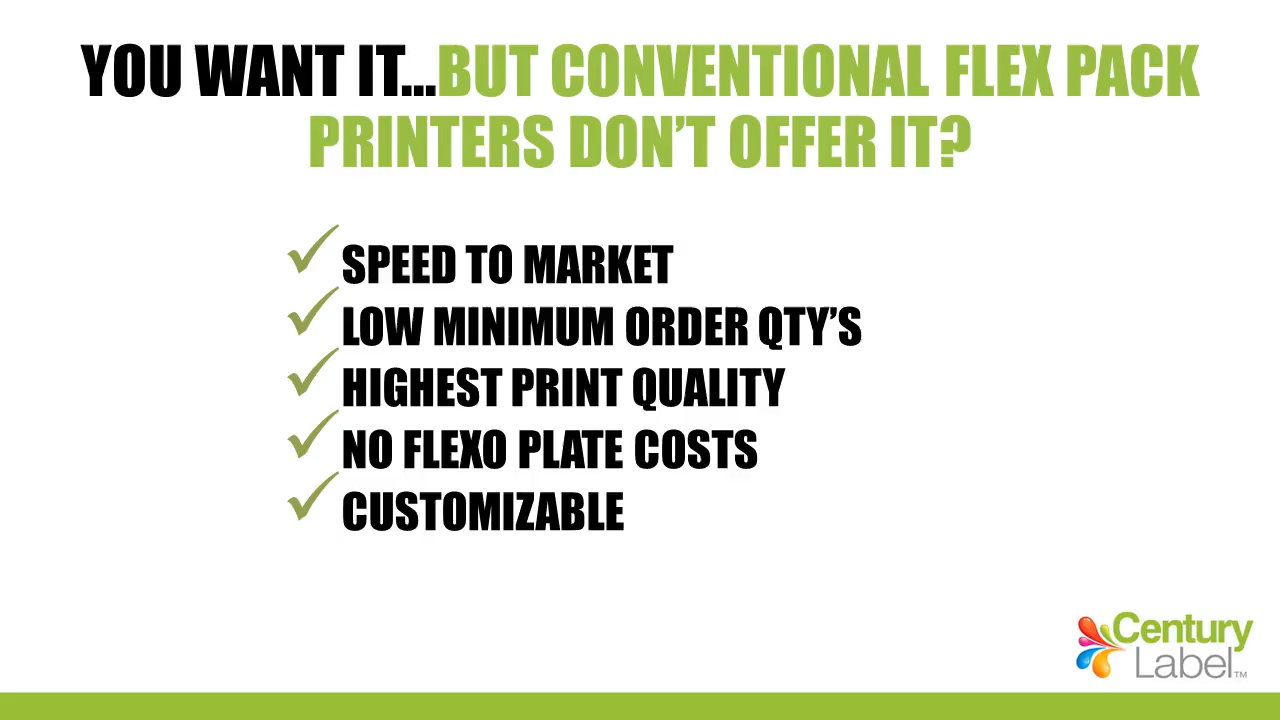 YOU WANT IT...BUT CONVENTIONAL FLEX PACK
PRINTERS DON’T OFFER IT?
SPEED TO MARKET
LOW MINIMUM ORDER QTY’S
HIGHEST PRINT QUALITY
NO FLEXO PLATE COSTS
CUSTOMIZABLE
Century
Label™